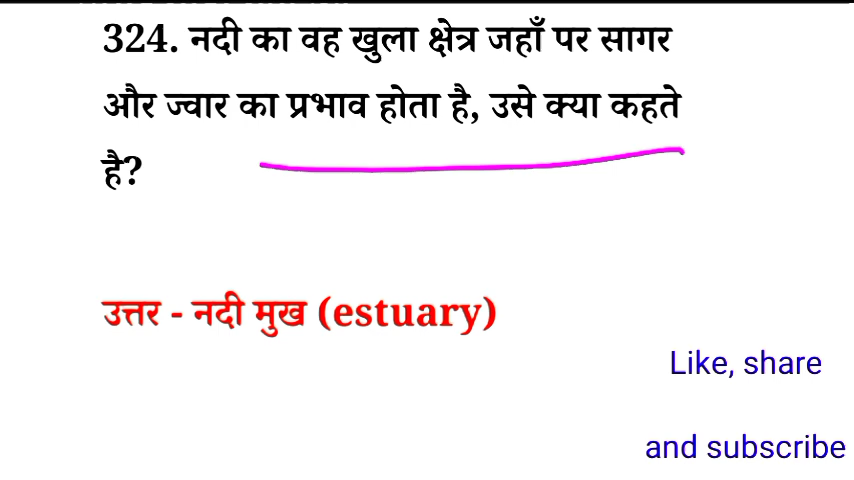 324. नदी का वह खुला क्षेत्र जहाँ पर सागर
और ज्वार का प्रभाव होता है, उसे क्या कहते
है?
उत्तर - नदी मुख (estuary)
Like, share
and subscribe